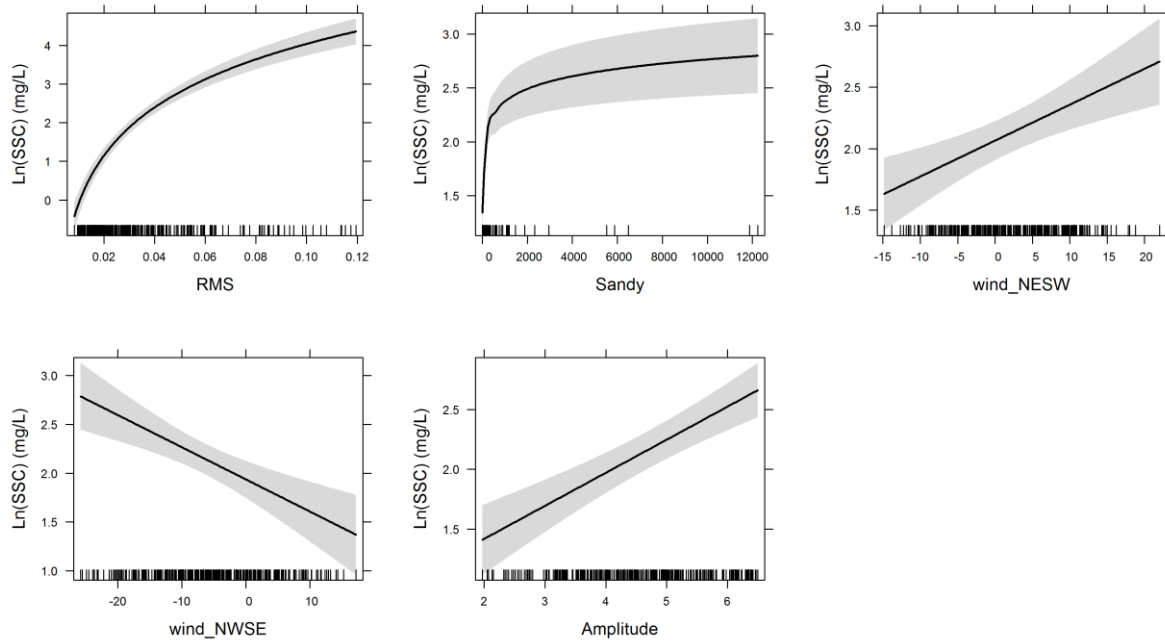 Ln(SSC) (mg/L)
4
3
2
1
0
0.02 0.04 0.06 0.08 0.10 0.12
RMS
Ln(SSC) (mg/L)
3.0
2.5
2.0
1.5
0 2000 4000 6000 8000 10000 12000
Sandy
Ln(SSC) (mg/L)
3.0
2.5
2.0
1.5
-15 -10 -5 0 5 10 15 20
wind_NESW
Ln(SSC) (mg/L)
3.0
2.5
2.0
1.5
1.0
-20 -10 0 10
wind_NWSE
Ln(SSC) (mg/L)
2.5
2.0
1.5
2 3 4 5 6
Amplitude